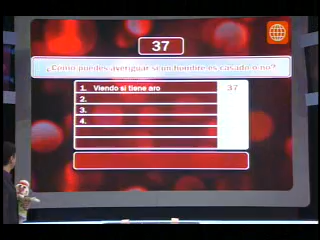 37
¿Cómo puedes averiguar si un hombre es casado o no?
1. Viendo si tiene aro 37
2.
3.
4.